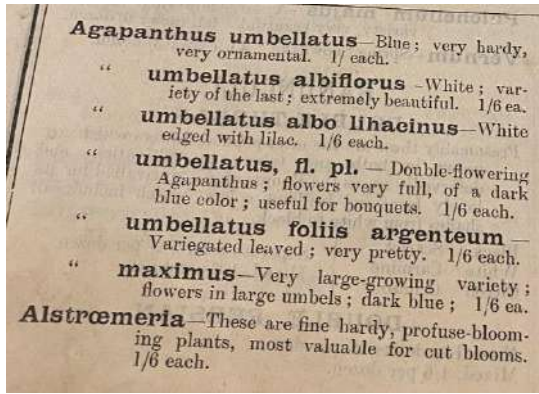 Agapanthus umbellatus—Blue; very hardy,
very ornamental. 1/ each.
" umbellatus albiflorus -White; var-
iety of the last; extremely beautiful. 1/6 ea.
" umbellatus albo lihacinus—White
edged with lilac. 1/6 each.
" umbellatus, fl. pl. — Double-flowering
Agapanthus; flowers very full, of a dark
blue color; useful for bouquets. 1/6 each.
" umbellatus foliis argenteum —
Variegated leaved; very pretty. 1/6 each.
" maximus—Very large-growing variety;
flowers in large umbels; dark blue; 1/6 ea.
Alstrœmeria—These are fine hardy, profuse-bloom-
ing plants, most valuable for cut blooms.
1/6 each.